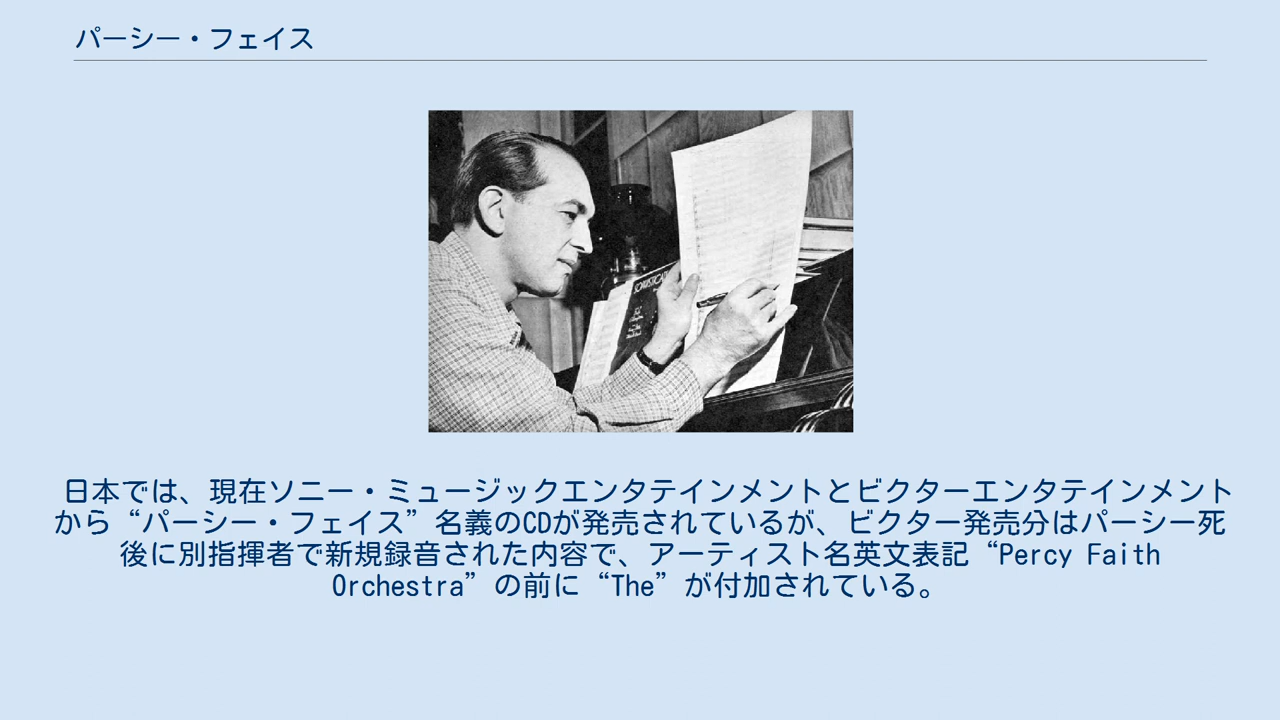 パーシー・フェイス
SOPHISTICAT
日本では、現在ソニー・ミュージックエンタテインメントとビクターエンタテインメント
から“パーシー・フェイス”名義のCDが発売されているが、ビクター発売分はパーシー死
後に別指揮者で新規録音された内容で、アーティスト名英文表記“Percy Faith
Orchestra”の前に“The”が付加されている。